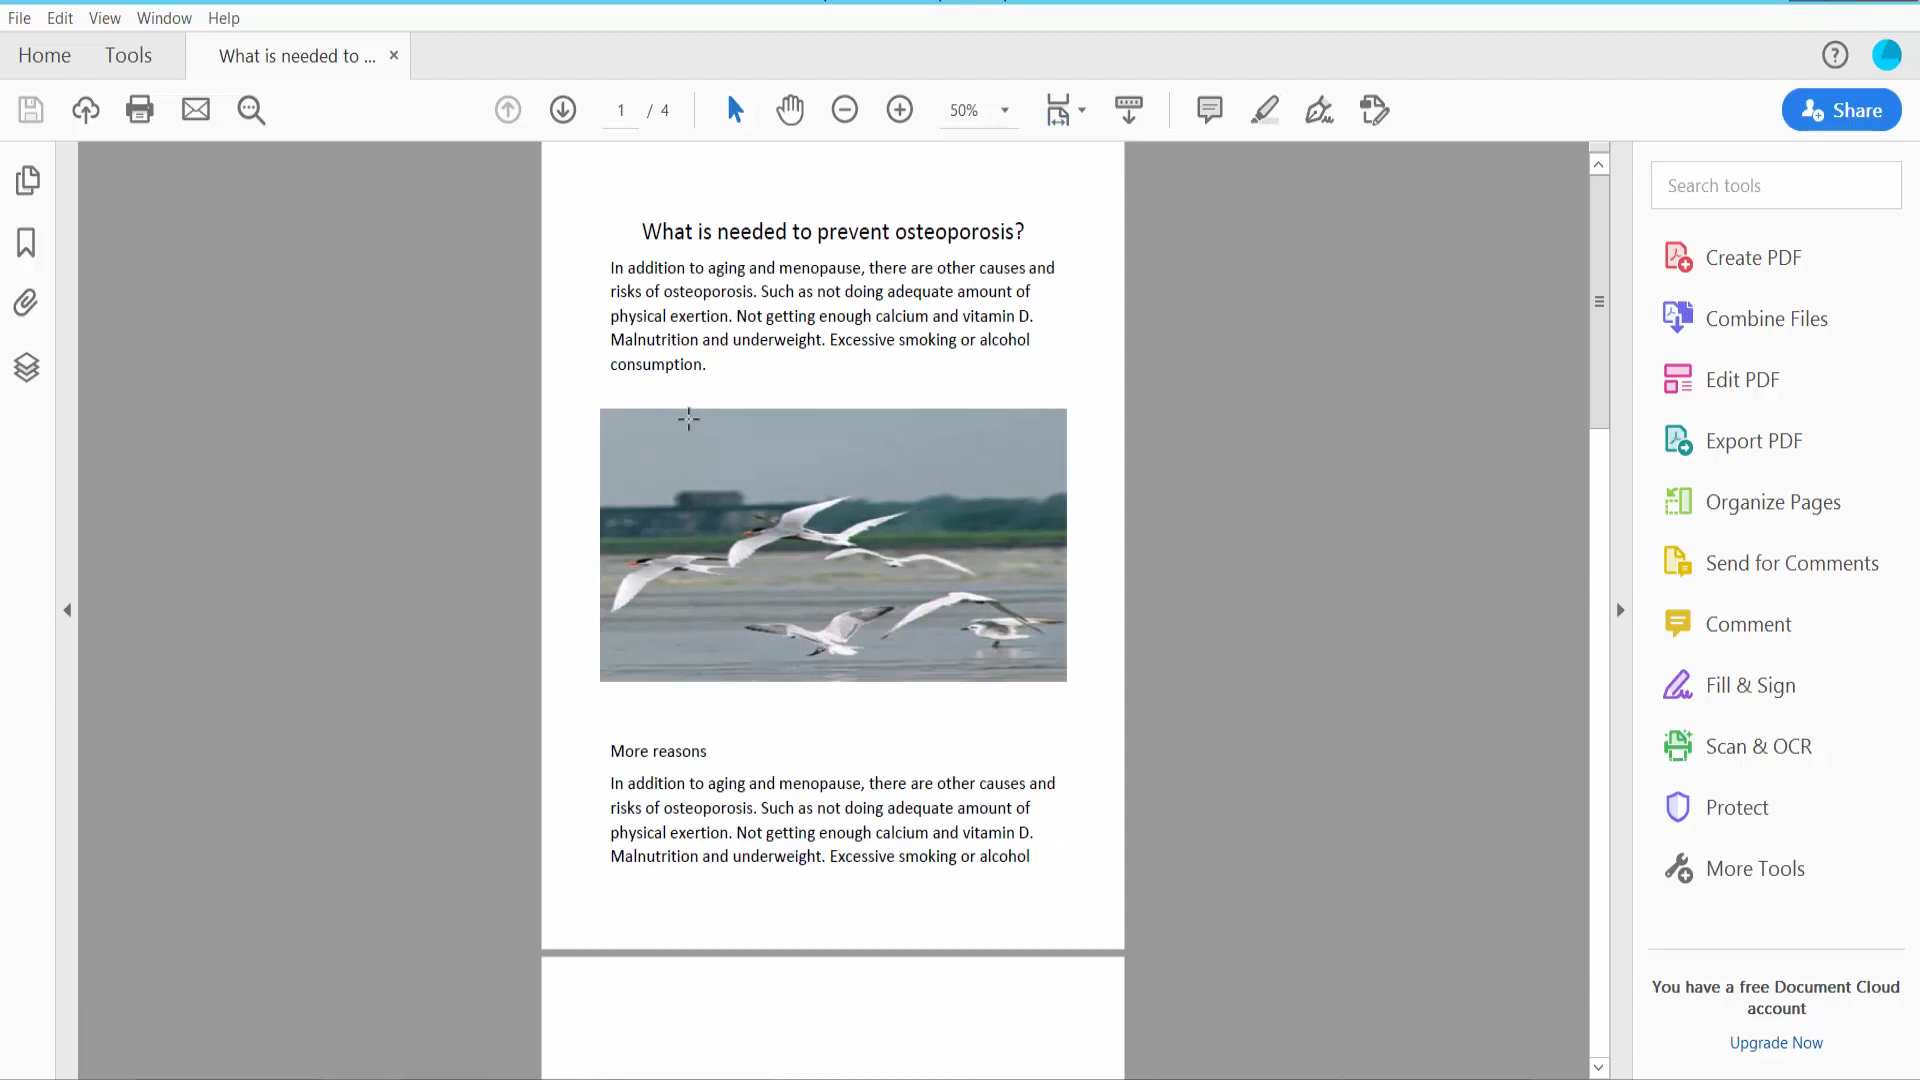 File Edit View Window Help
Home Tools What is needed to ... ×
1 / 4 50% Share
Search tools
What is needed to prevent osteoporosis?
In addition to aging and menopause, there are other causes and
risks of osteoporosis. Such as not doing adequate amount of
physical exertion. Not getting enough calcium and vitamin D.
Malnutrition and underweight. Excessive smoking or alcohol
consumption.
More reasons
In addition to aging and menopause, there are other causes and
risks of osteoporosis. Such as not doing adequate amount of
physical exertion. Not getting enough calcium and vitamin D.
Malnutrition and underweight. Excessive smoking or alcohol
Create PDF
Combine Files
Edit PDF
Export PDF
Organize Pages
Send for Comments
Comment
Fill & Sign
Scan & OCR
Protect
More Tools
You have a free Document Cloud
account
Upgrade Now